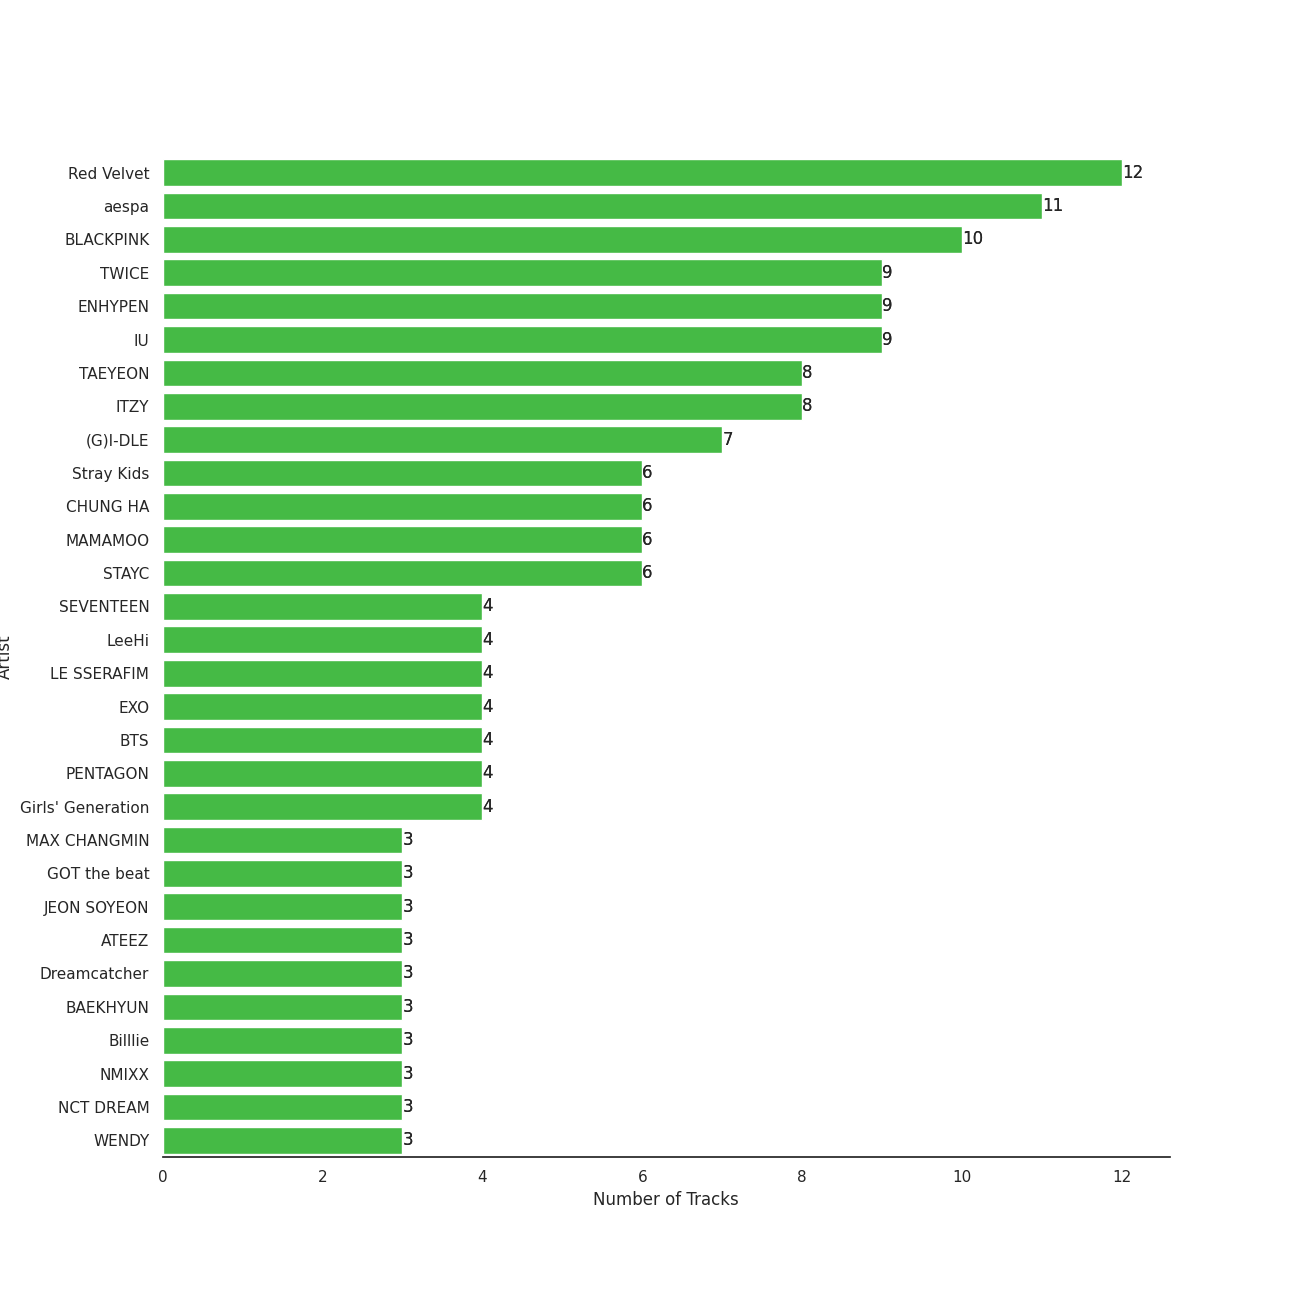 Red Velvet 12
aespa 11
BLACKPINK 10
TWICE 9
ENHYPEN 9
IU 9
TAEYEON 8
ITZY 8
(G)I-DLE 7
Stray Kids 6
CHUNG HA 6
MAMAMOO 6
STAYC 6
SEVENTEEN 4
LeeHi 4
LE SSERAFIM 4
EXO 4
BTS 4
PENTAGON 4
Girls' Generation 4
MAX CHANGMIN 3
GOT the beat 3
JEON SOYEON 3
ATEEZ 3
Dreamcatcher 3
BAEKHYUN 3
Billlie 3
NMIXX 3
NCT DREAM 3
WENDY 3
Artist
0 2 4 6 8 10 12
Number of Tracks